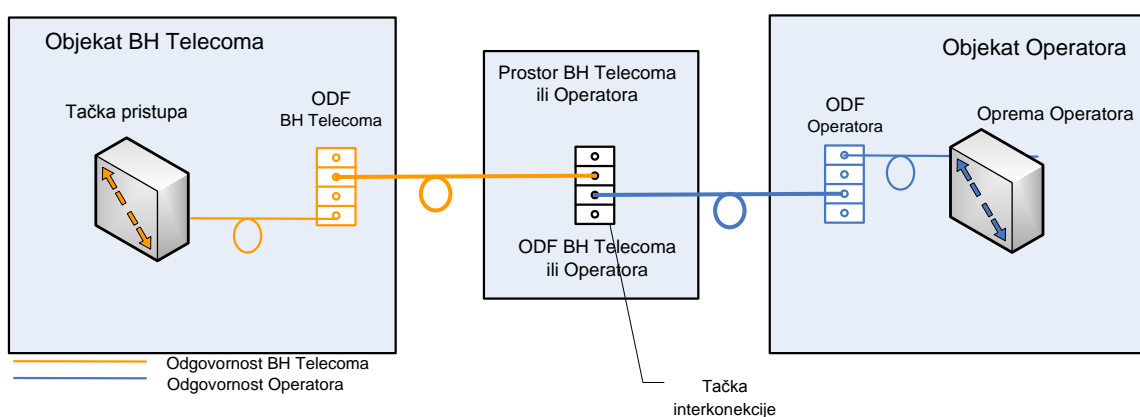 Objekat BH Telecoma
Tačka pristupa
ODF
BH Telecoma
Prostor BH Telecoma
ili Operatora
ODF BH Telecoma
ili Operatora
Objekat Operatora
ODF
Operatora
Oprema Operatora
Odgovornost BH Telecoma
Odgovornost Operatora
Tačka
interkonekcije